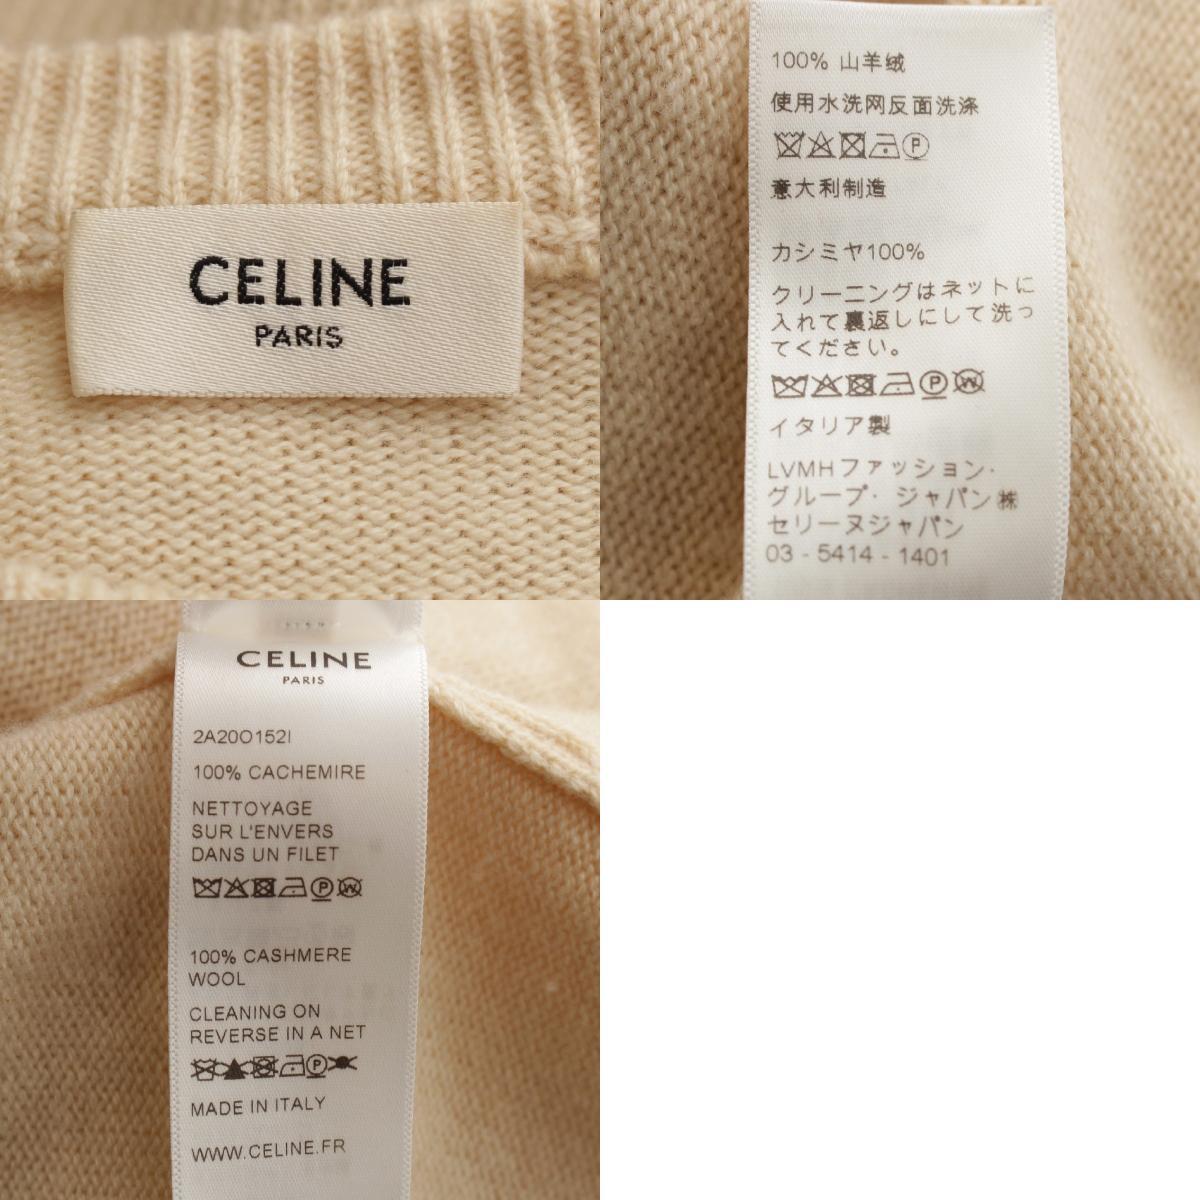 CELINE
PARIS
100% 山羊绒
使用水洗网反面洗涤
P
意大利制造
カシミヤ100%
クリーニングはネットに
入れて裏返しにして洗っ
てください。
P W
イタリア製
LVMHファッション・
グループ・ジャパン㈱
セリーヌジャパン
03 - 5414 - 1401
CELINE
PARIS
2A20O152I
100% CACHEMIRE
NETTOYAGE
SUR L'ENVERS
DANS UN FILET
P W
100% CASHMERE
WOOL
CLEANING ON
REVERSE IN A NET
P
MADE IN ITALY
WWW.CELINE.FR